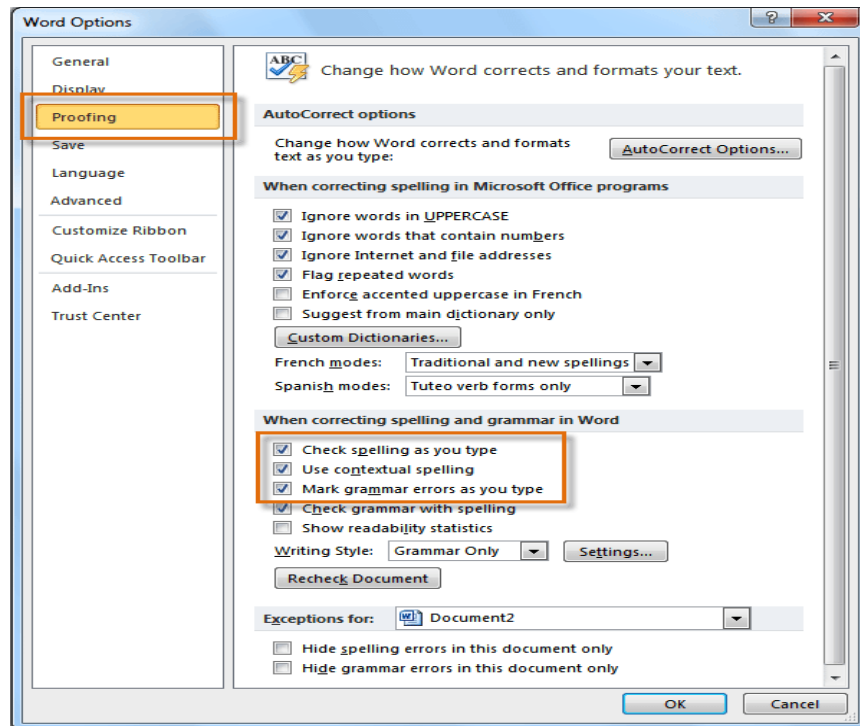 Word Options
?
General
Display
Proofing
Save
Language
Advanced
Customize Ribbon
Quick Access Toolbar
Add-Ins
Trust Center
ABC
Change how Word corrects and formats your text.
AutoCorrect options
Change how Word corrects and formats
text as you type:
AutoCorrect Options...
When correcting spelling in Microsoft Office programs
Ignore words in UPPERCASE
Ignore words that contain numbers
Ignore Internet and file addresses
Flag repeated words
Enforce accented uppercase in French
Suggest from main dictionary only
Custom Dictionaries...
French modes: Traditional and new spellings
Spanish modes: Tuteo verb forms only
When correcting spelling and grammar in Word
Check spelling as you type
Use contextual spelling
Mark grammar errors as you type
Check grammar with spelling
Show readability statistics
Writing Style: Grammar Only Settings...
Recheck Document
Exceptions for: Document2
Hide spelling errors in this document only
Hide grammar errors in this document only
OK Cancel